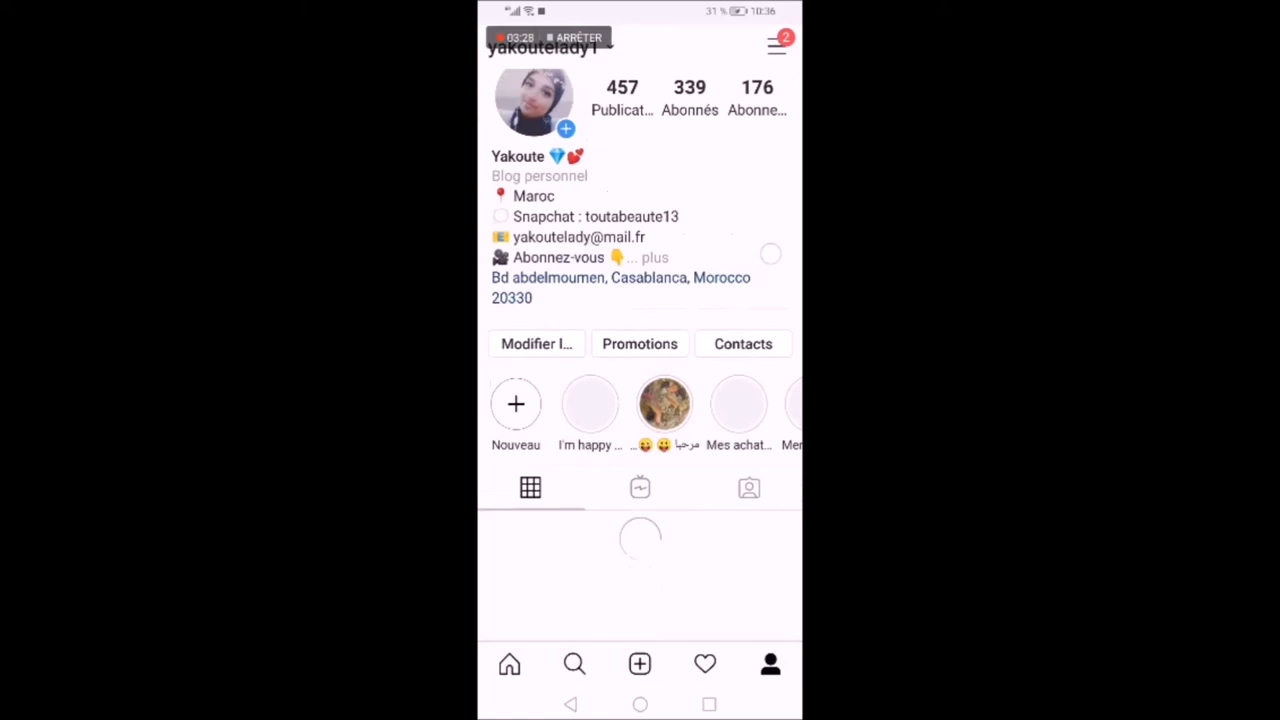 31 % 10:36
03:28 ARRÊTER
yakoutelady1
2
457 339 176
Publicat... Abonnés Abonne...
Yakoute 💎💕
Blog personnel
📍 Maroc
Snapchat : toutabeaute13
📧 yakoutelady@mail.fr
🎥 Abonnez-vous 👇... plus
Bd abdelmoumen, Casablanca, Morocco
20330
Modifier l... Promotions Contacts
Nouveau I'm happy ... مرحبا 😛 😝... Mes achat... Mer